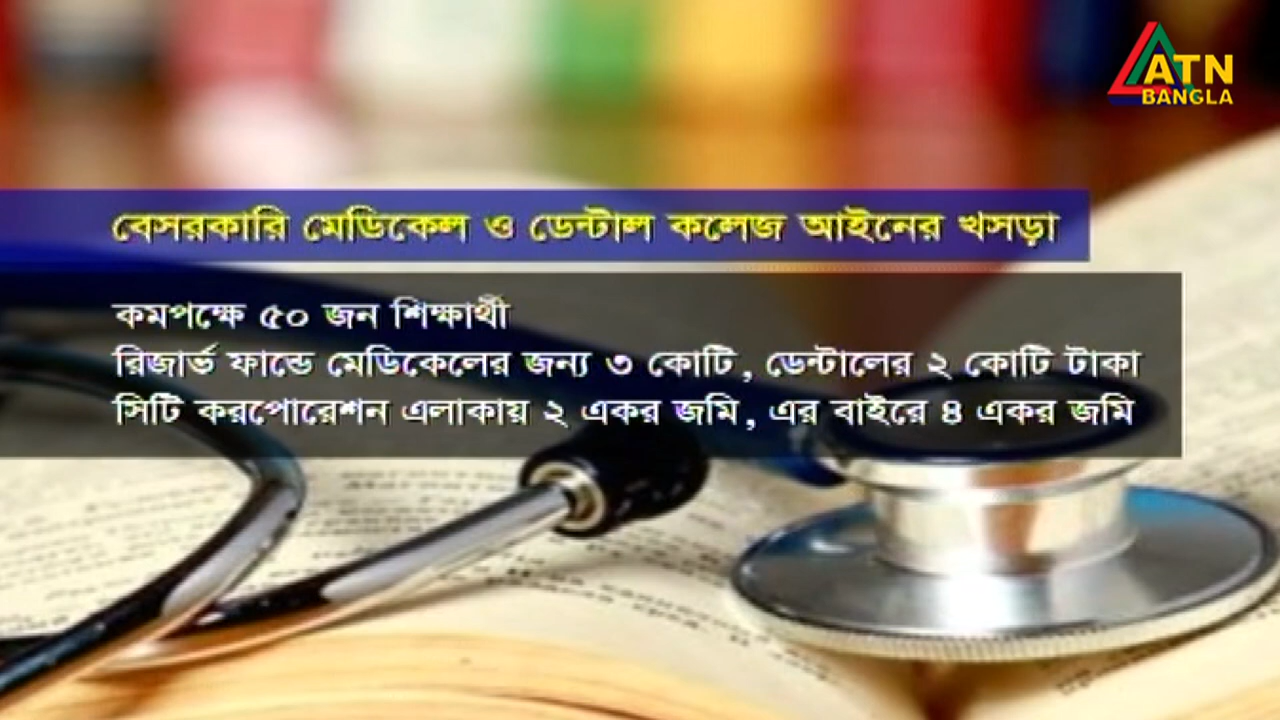 ATN
BANGLA
বেসরকারি মেডিকেল ও ডেন্টাল কলেজ আইনের খসড়া
কমপক্ষে ৫০ জন শিক্ষার্থী
রিজার্ভ ফান্ডে মেডিকেলের জন্য ৩ কোটি, ডেন্টালের ২ কোটি টাকা
সিটি করপোরেশন এলাকায় ২ একর জমি, এর বাইরে ৪ একর জমি